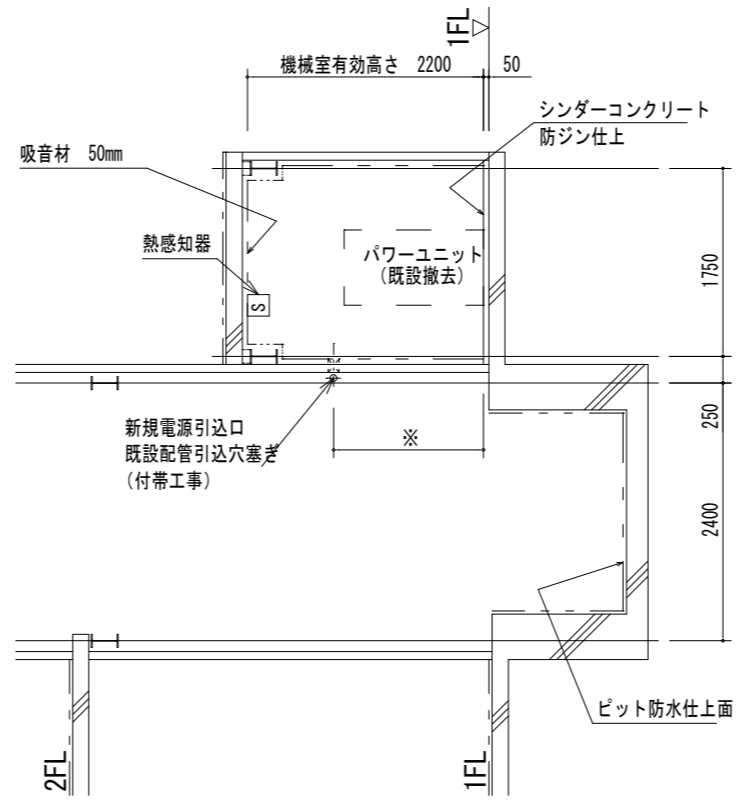 1FL
機械室有効高さ 2200
50
シンダーコンクリート
防ジン仕上
吸音材 50mm
熱感知器
パワーユニット
(既設撤去)
S
1750
新規電源引込口
既設配管引込穴塞ぎ
(付帯工事)
※
250
2400
ピット防水仕上面
2FL
1FL